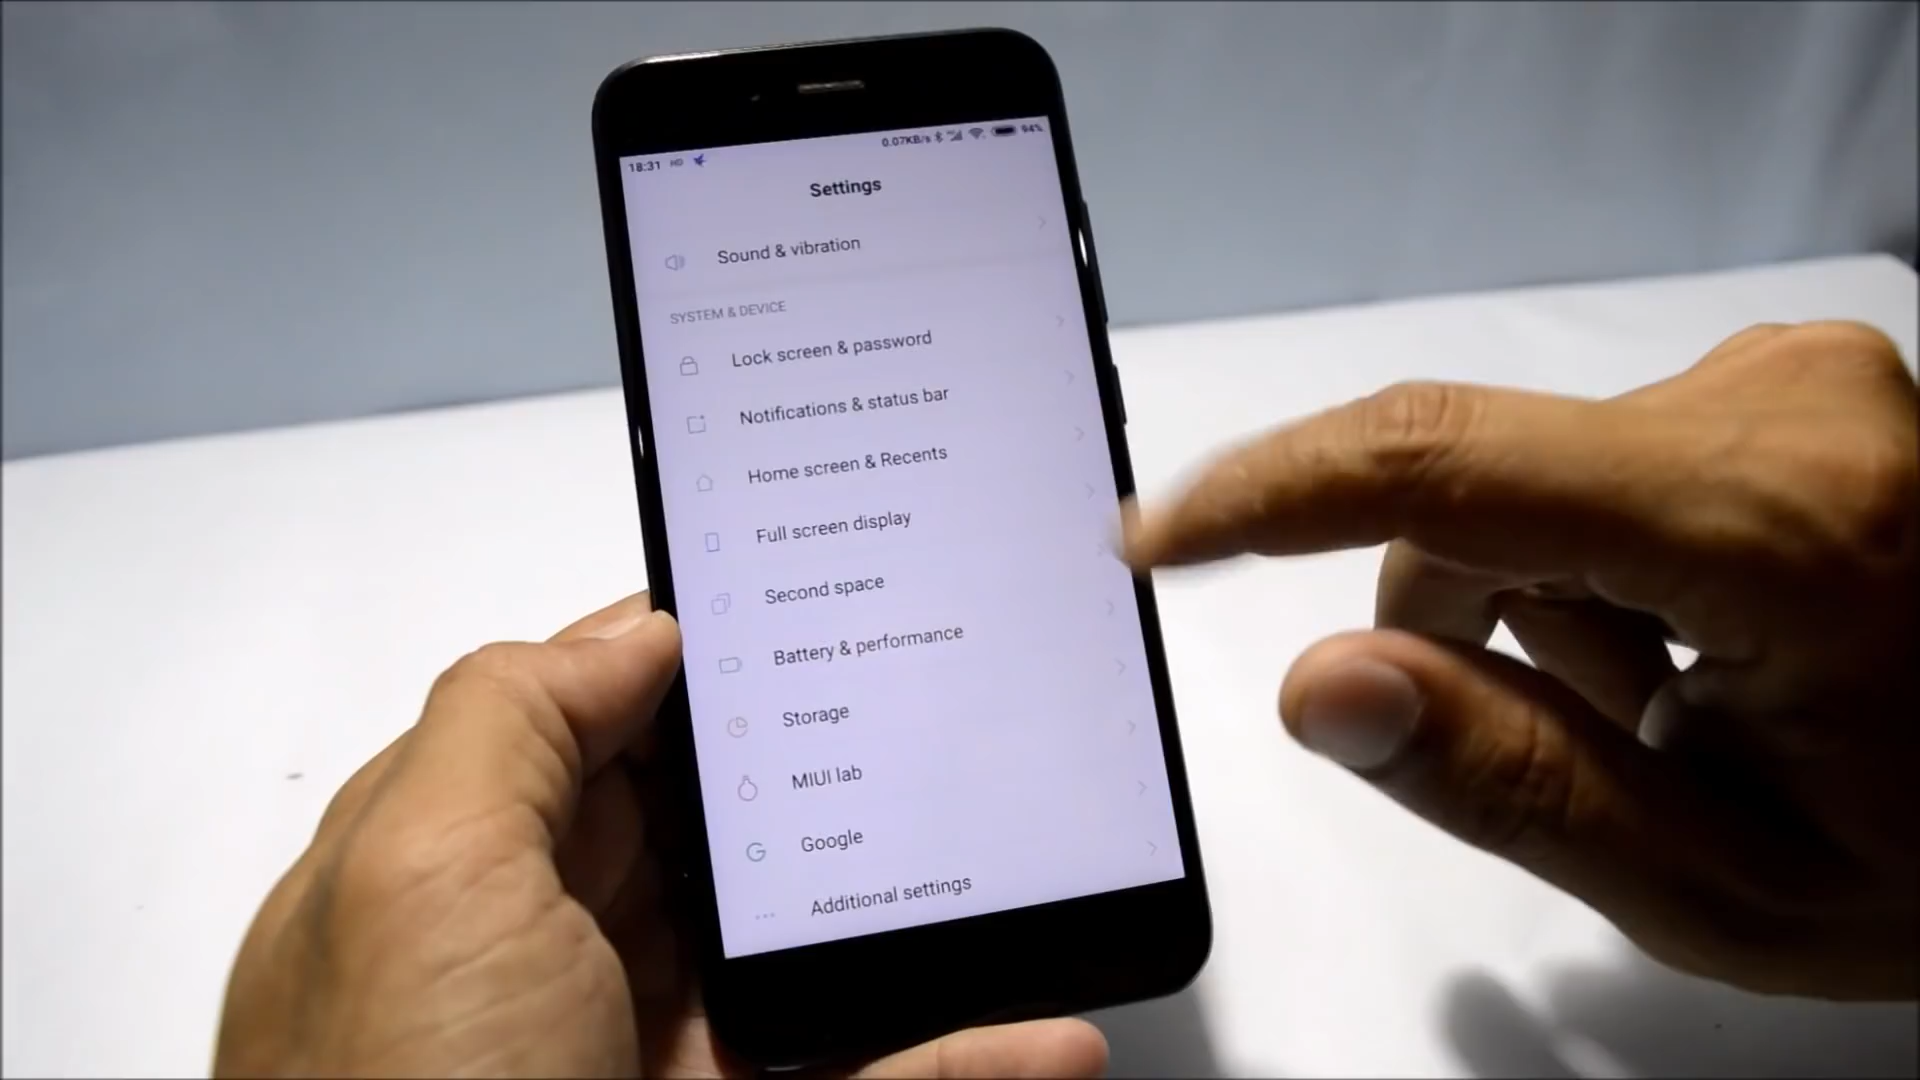 18:31 HD 0.07KB/s 94%
Settings
Sound & vibration
SYSTEM & DEVICE
Lock screen & password
Notifications & status bar
Home screen & Recents
Full screen display
Second space
Battery & performance
Storage
MIUI lab
Google
Additional settings